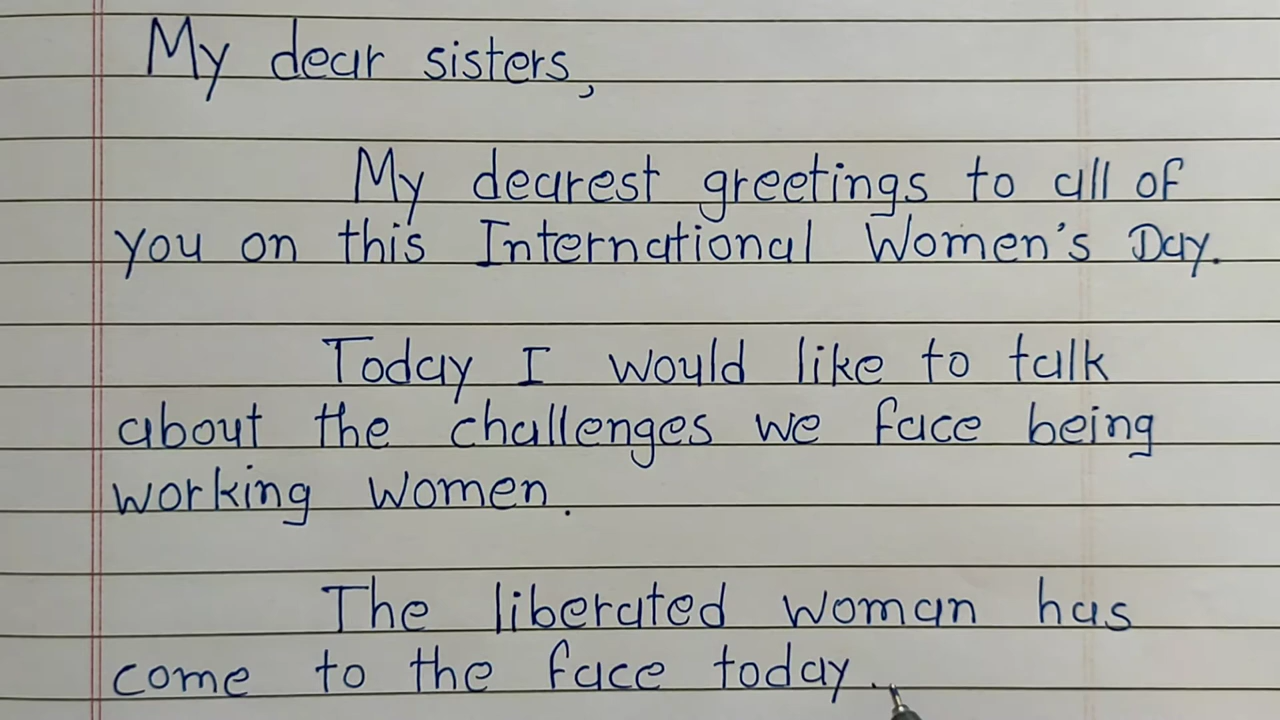 My dear sisters,
My dearest greetings to all of
you on this International Women's Day.
Today I would like to talk
about the challenges we face being
working women.
The liberated woman has
come to the face today.